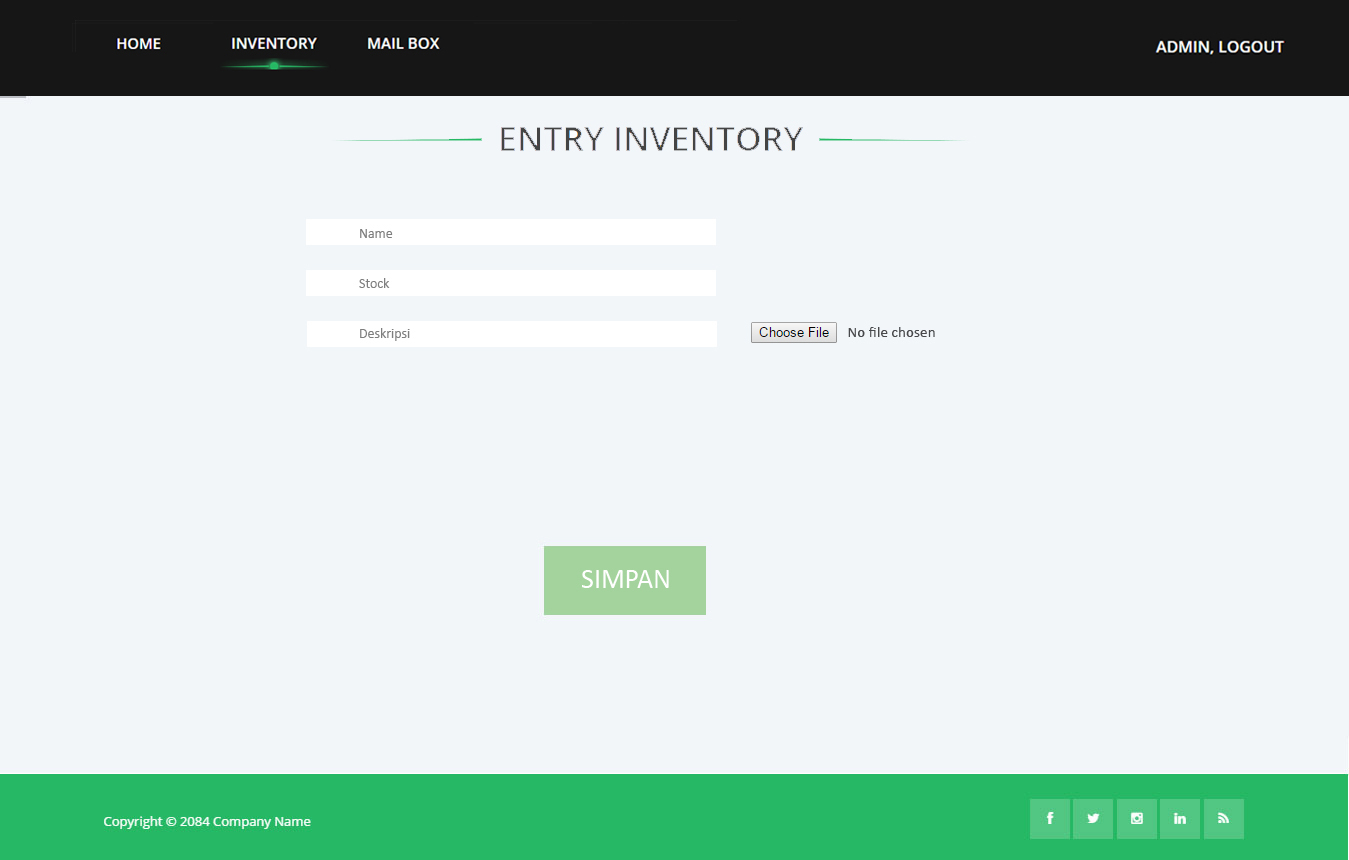 HOME INVENTORY MAIL BOX ADMIN, LOGOUT
ENTRY INVENTORY
Name
Stock
Deskripsi Choose File No file chosen
SIMPAN
Copyright © 2084 Company Name